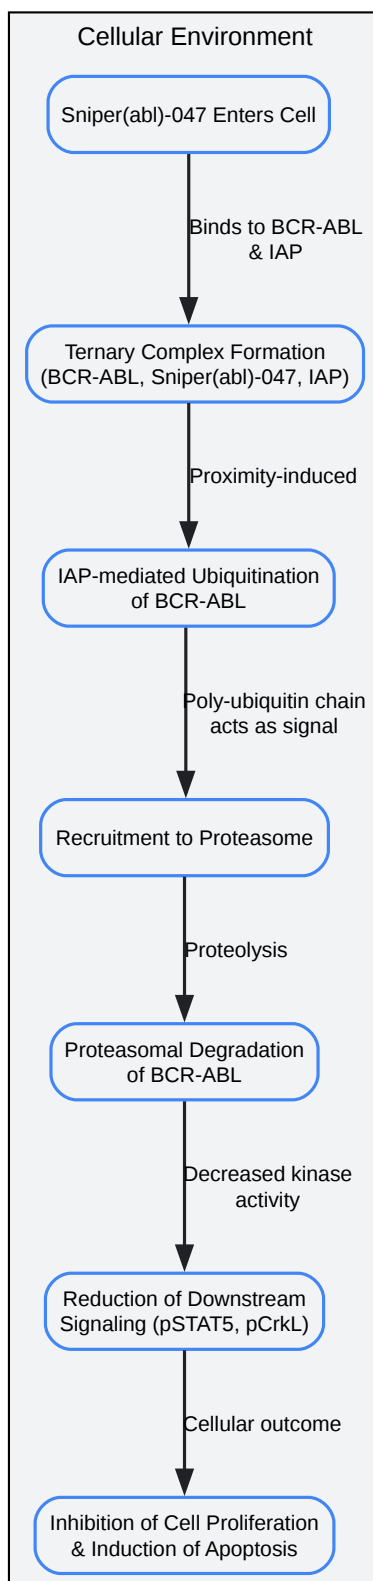 Cellular Environment
Sniper(abl)-047 Enters Cell
Binds to BCR-ABL
& IAP
Ternary Complex Formation
(BCR-ABL, Sniper(abl)-047, IAP)
Proximity-induced
IAP-mediated Ubiquitination
of BCR-ABL
Poly-ubiquitin chain
acts as signal
Recruitment to Proteasome
Proteolysis
Proteasomal Degradation
of BCR-ABL
Decreased kinase
activity
Reduction of Downstream
Signaling (pSTAT5, pCrkL)
Cellular outcome
Inhibition of Cell Proliferation
& Induction of Apoptosis